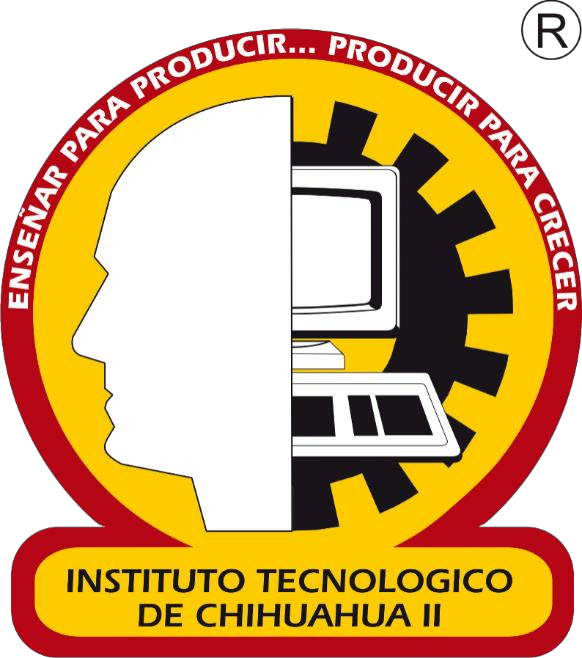 ®
ENSEÑAR PARA PRODUCIR... PRODUCIR PARA CRECER
INSTITUTO TECNOLOGICO
DE CHIHUAHUA II